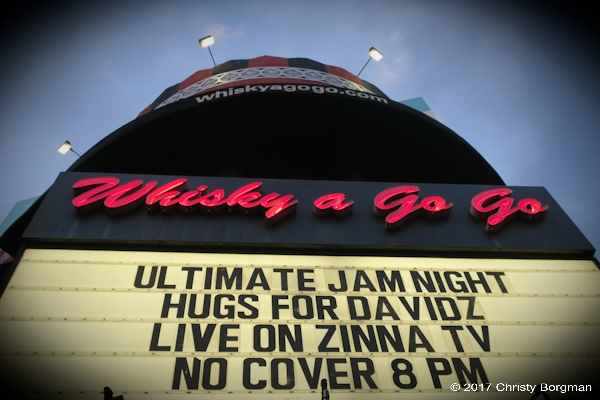 whiskyagogo.com
Whisky a Go Go
ULTIMATE JAM NIGHT
HUGS FOR DAVIDZ
LIVE ON ZINNA TV
NO COVER 8 PM
© 2017 Christy Borgman